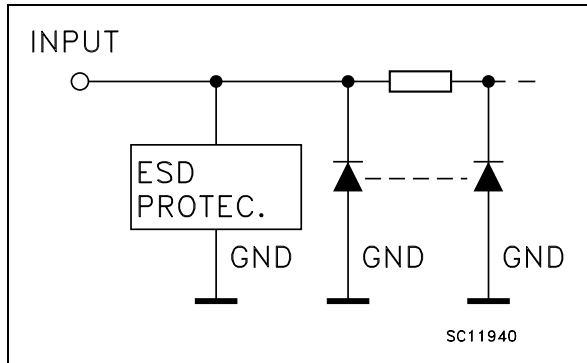 INPUT
ESD
PROTEC.
GND
GND
GND
SC11940